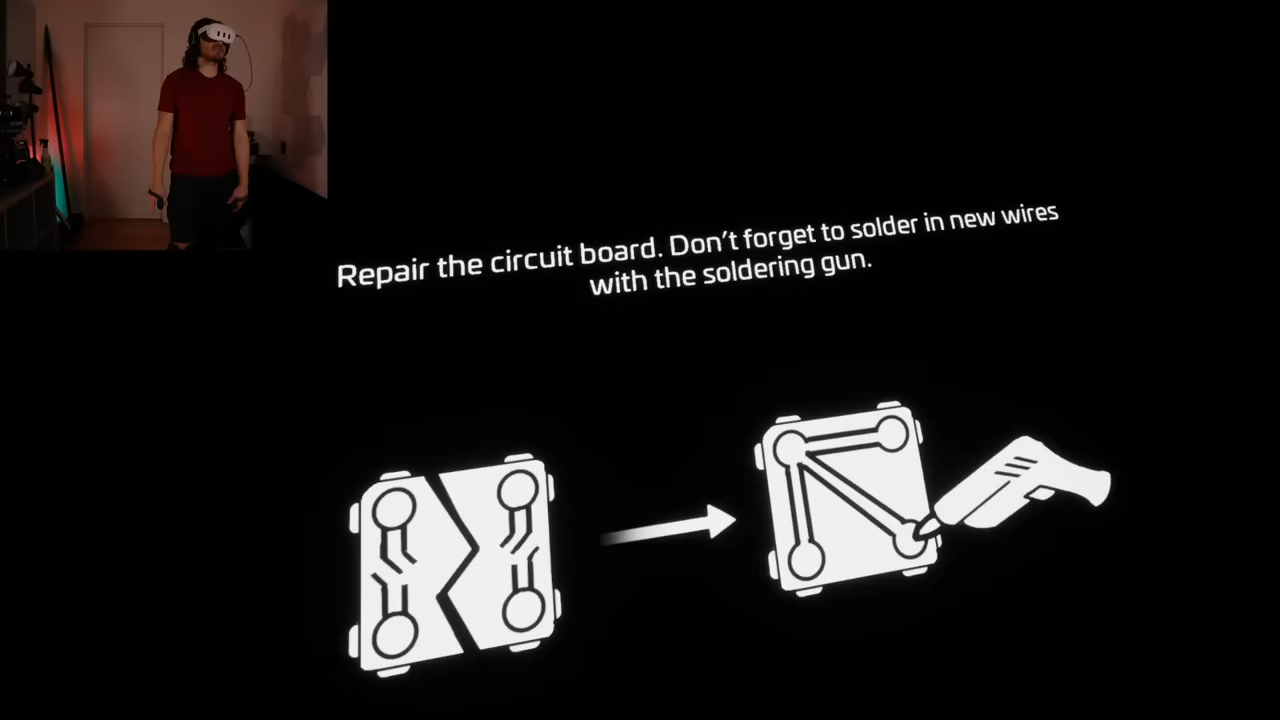 Repair the circuit board. Don't forget to solder in new wires
with the soldering gun.